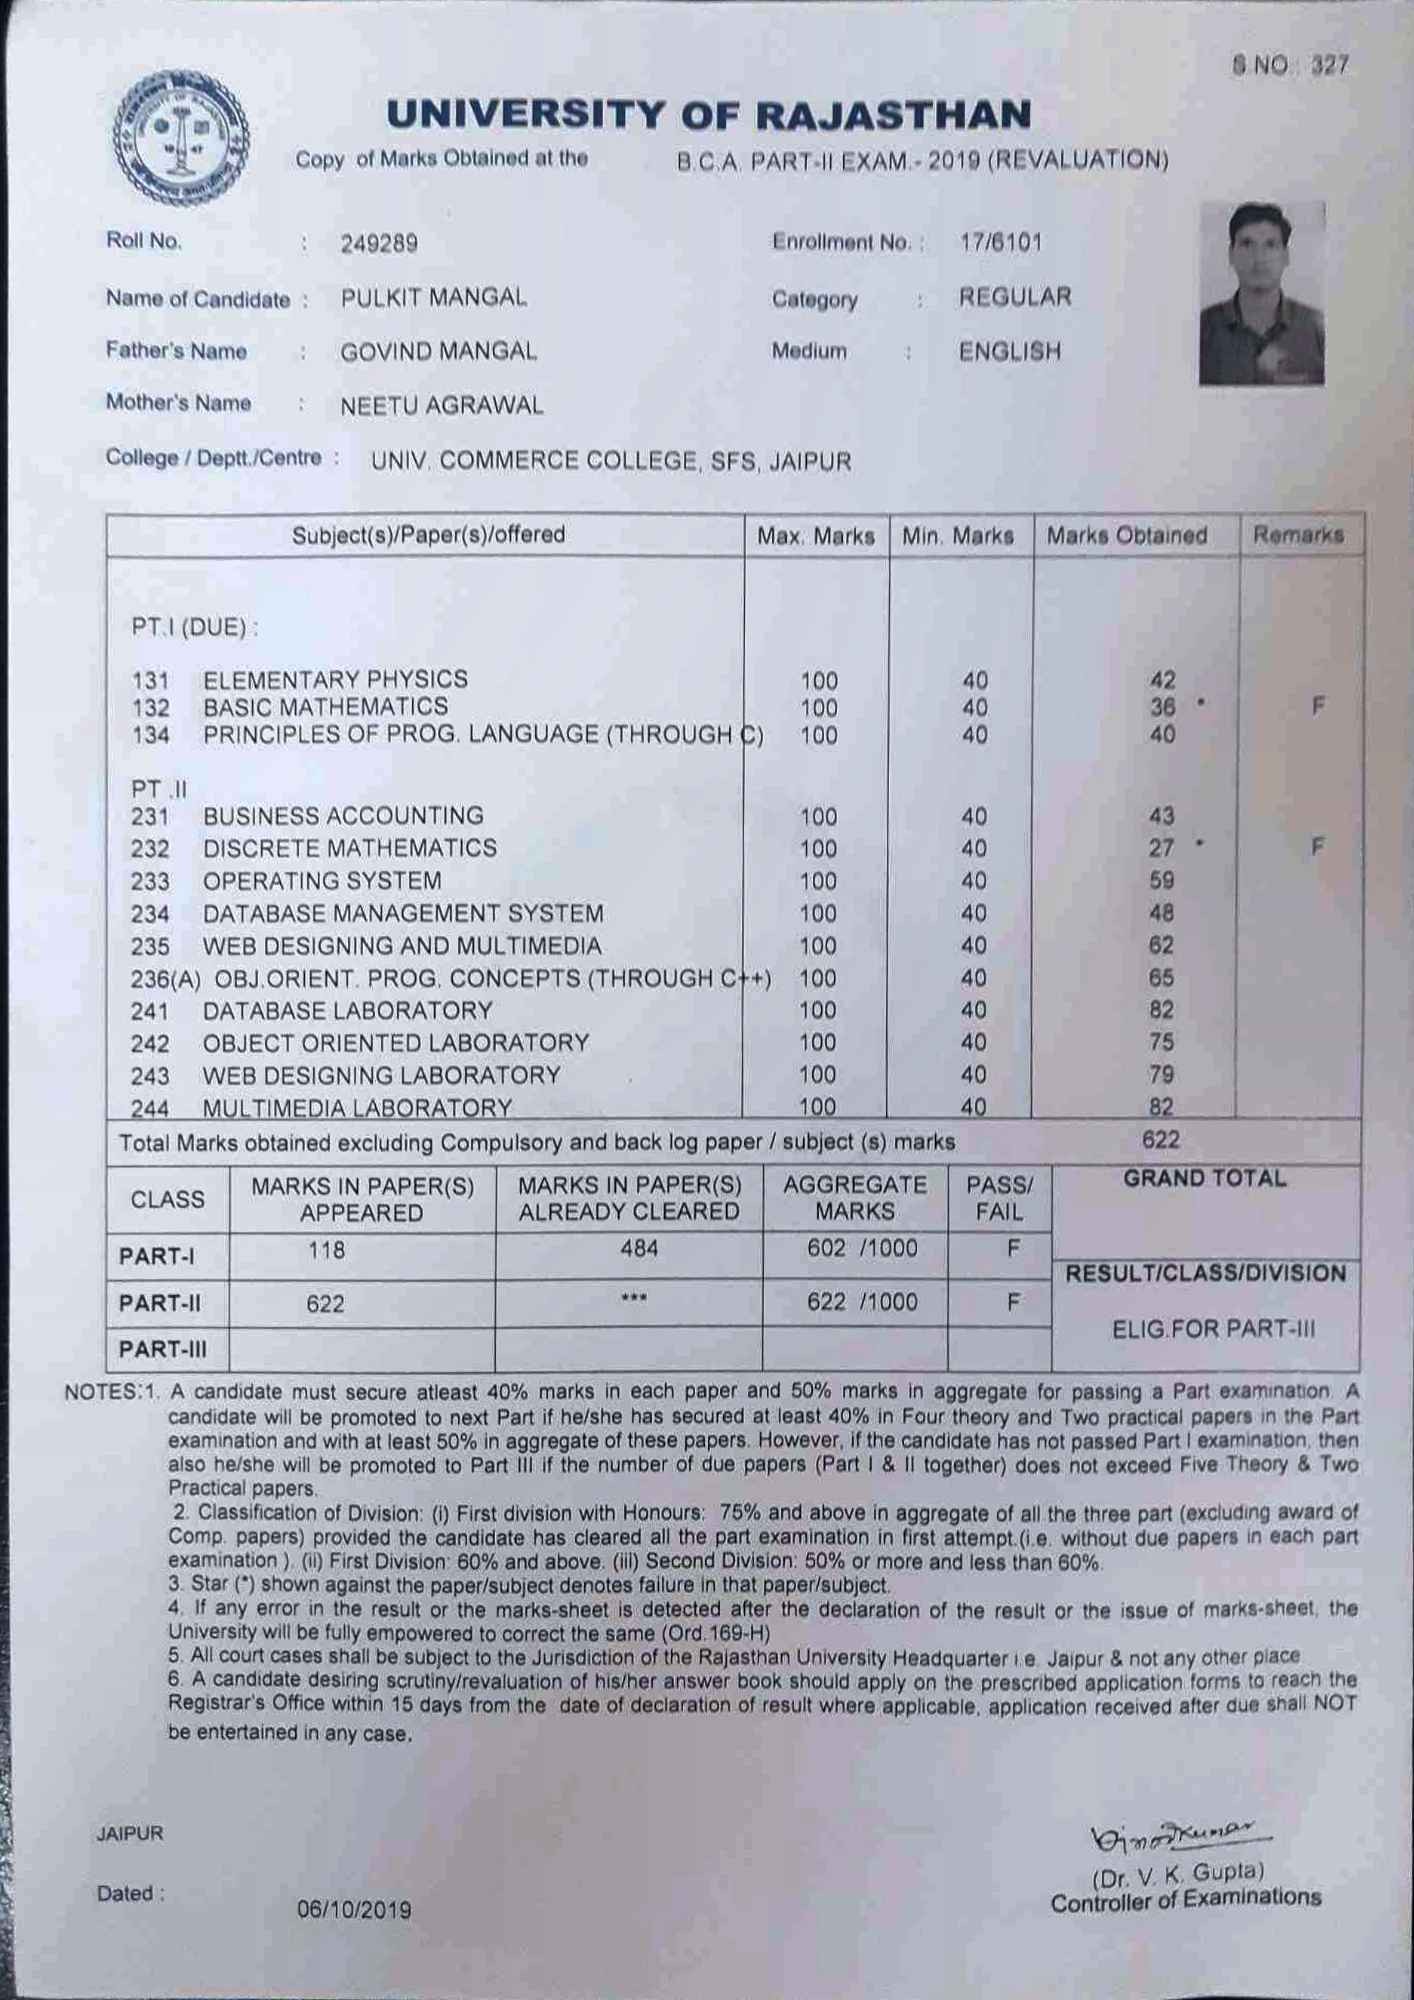 S NO : 327
UNIVERSITY OF RAJASTHAN
Copy of Marks Obtained at the B.C.A. PART-II EXAM.- 2019 (REVALUATION)
Roll No. : 249289 Enrollment No. : 17/6101
Name of Candidate : PULKIT MANGAL Category : REGULAR
Father's Name : GOVIND MANGAL Medium : ENGLISH
Mother's Name : NEETU AGRAWAL
College / Deptt./Centre : UNIV. COMMERCE COLLEGE, SFS, JAIPUR
Subject(s)/Paper(s)/offered Max. Marks Min. Marks Marks Obtained Remarks
PT.I (DUE) :
131 ELEMENTARY PHYSICS 100 40 42
132 BASIC MATHEMATICS 100 40 36 * F
134 PRINCIPLES OF PROG. LANGUAGE (THROUGH C) 100 40 40
PT .II
231 BUSINESS ACCOUNTING 100 40 43
232 DISCRETE MATHEMATICS 100 40 27 * F
233 OPERATING SYSTEM 100 40 59
234 DATABASE MANAGEMENT SYSTEM 100 40 48
235 WEB DESIGNING AND MULTIMEDIA 100 40 62
236(A) OBJ.ORIENT. PROG. CONCEPTS (THROUGH C++) 100 40 65
241 DATABASE LABORATORY 100 40 82
242 OBJECT ORIENTED LABORATORY 100 40 75
243 WEB DESIGNING LABORATORY 100 40 79
244 MULTIMEDIA LABORATORY 100 40 82
Total Marks obtained excluding Compulsory and back log paper / subject (s) marks 622
CLASS MARKS IN PAPER(S) APPEARED MARKS IN PAPER(S) ALREADY CLEARED AGGREGATE MARKS PASS/ FAIL GRAND TOTAL
PART-I 118 484 602 /1000 F
RESULT/CLASS/DIVISION
PART-II 622 *** 622 /1000 F
ELIG.FOR PART-III
PART-III
NOTES:1. A candidate must secure atleast 40% marks in each paper and 50% marks in aggregate for passing a Part examination. A
candidate will be promoted to next Part if he/she has secured at least 40% in Four theory and Two practical papers in the Part
examination and with at least 50% in aggregate of these papers. However, if the candidate has not passed Part I examination, then
also he/she will be promoted to Part III if the number of due papers (Part I & II together) does not exceed Five Theory & Two
Practical papers.
2. Classification of Division: (i) First division with Honours: 75% and above in aggregate of all the three part (excluding award of
Comp. papers) provided the candidate has cleared all the part examination in first attempt.(i.e. without due papers in each part
examination ). (ii) First Division: 60% and above. (iii) Second Division: 50% or more and less than 60%.
3. Star (*) shown against the paper/subject denotes failure in that paper/subject.
4. If any error in the result or the marks-sheet is detected after the declaration of the result or the issue of marks-sheet, the
University will be fully empowered to correct the same (Ord.169-H)
5. All court cases shall be subject to the Jurisdiction of the Rajasthan University Headquarter i.e. Jaipur & not any other place
6. A candidate desiring scrutiny/revaluation of his/her answer book should apply on the prescribed application forms to reach the
Registrar's Office within 15 days from the date of declaration of result where applicable, application received after due shall NOT
be entertained in any case.
JAIPUR
Vinod Kumar
(Dr. V. K. Gupta)
Controller of Examinations
Dated : 06/10/2019